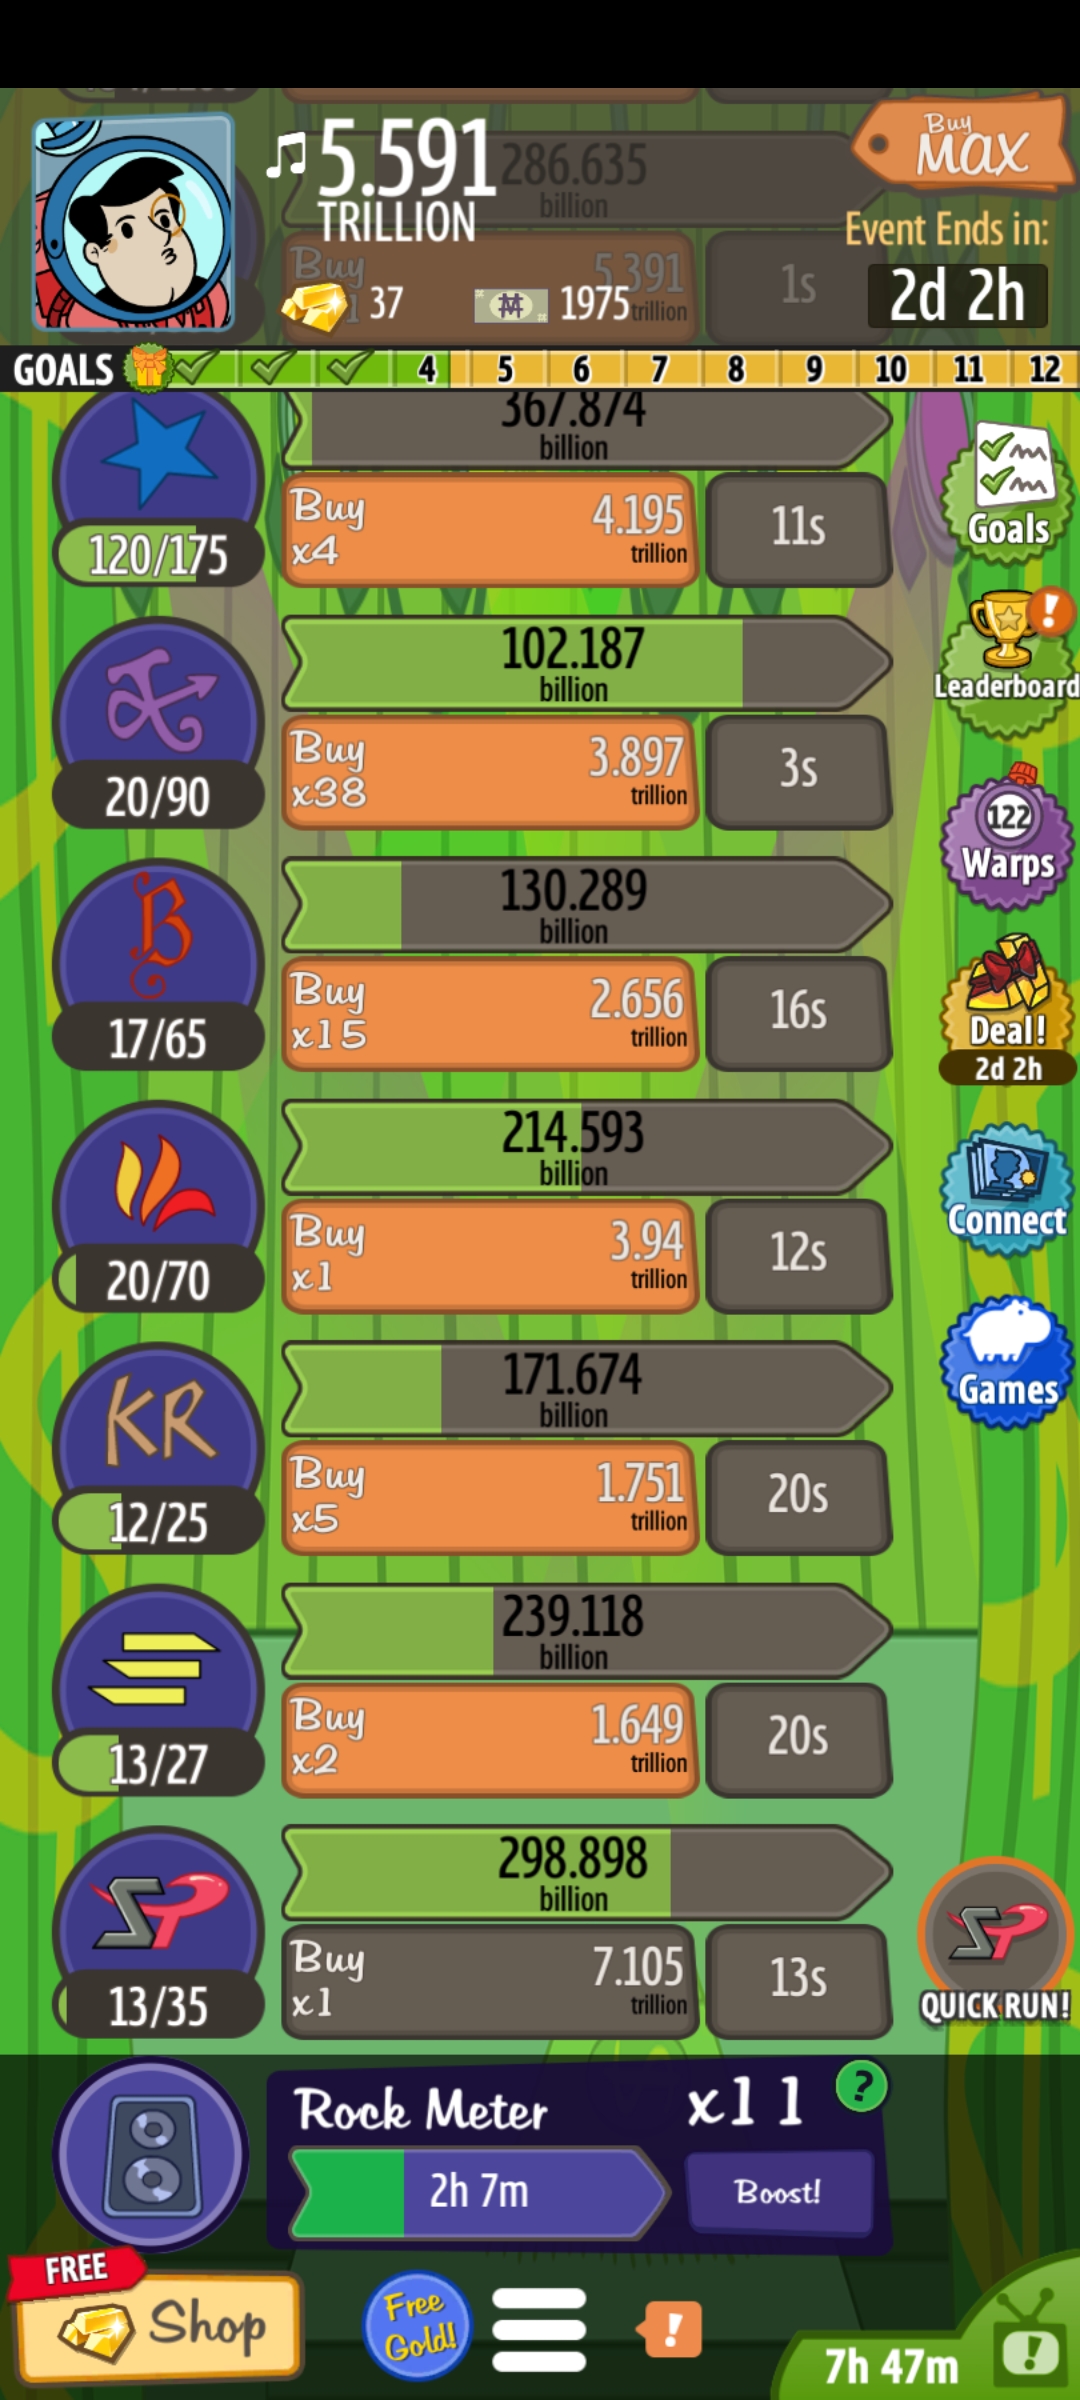 5.591
TRILLION
286.635
billion
Buy
MAX
Event Ends in:
2d 2h
Buy
5.391
trillion
1s
37
1975
GOALS 4 5 6 7 8 9 10 11 12
367.874
billion
120/175
Buy
x4
4.195
trillion
11s
Goals
102.187
billion
20/90
Buy
x38
3.897
trillion
3s
Leaderboard
122
Warps
130.289
billion
17/65
Buy
x15
2.656
trillion
16s
Deal!
2d 2h
214.593
billion
20/70
Buy
x1
3.94
trillion
12s
Connect
KR
171.674
billion
12/25
Buy
x5
1.751
trillion
20s
Games
239.118
billion
13/27
Buy
x2
1.649
trillion
20s
SP
298.898
billion
13/35
Buy
x1
7.105
trillion
13s
SP
QUICK RUN!
Rock Meter
x11
?
2h 7m
Boost!
FREE
Shop
Free
Gold!
!
7h 47m
!